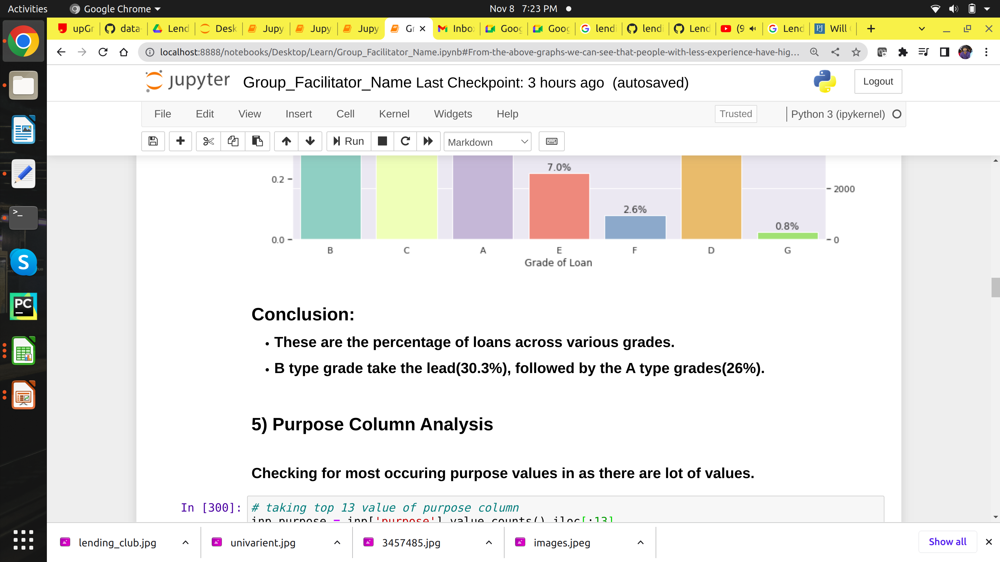 Activities Google Chrome Nov 8 7:23 PM
upGr data- Lend Desk Jupy Jupy Jupy Gr Inbo Goog Goog lendi lendi Lend (9 Lend Will
localhost:8888/notebooks/Desktop/Learn/Group_Facilitator_Name.ipynb#From-the-above-graphs-we-can-see-that-people-with-less-experience-have-hig...
jupyter Group_Facilitator_Name Last Checkpoint: 3 hours ago (autosaved) Logout
File Edit View Insert Cell Kernel Widgets Help Trusted Python 3 (ipykernel)
Run Markdown
7.0%
0.2
2000
2.6%
0.8%
0.0 0
B C A E F D G
Grade of Loan
Conclusion:
• These are the percentage of loans across various grades.
• B type grade take the lead(30.3%), followed by the A type grades(26%).
5) Purpose Column Analysis
Checking for most occuring purpose values in as there are lot of values.
In [300]: # taking top 13 value of purpose column
inp_purpose = inp['purpose'].value_counts().iloc[:13]
lending_club.jpg univarient.jpg 3457485.jpg images.jpeg Show all